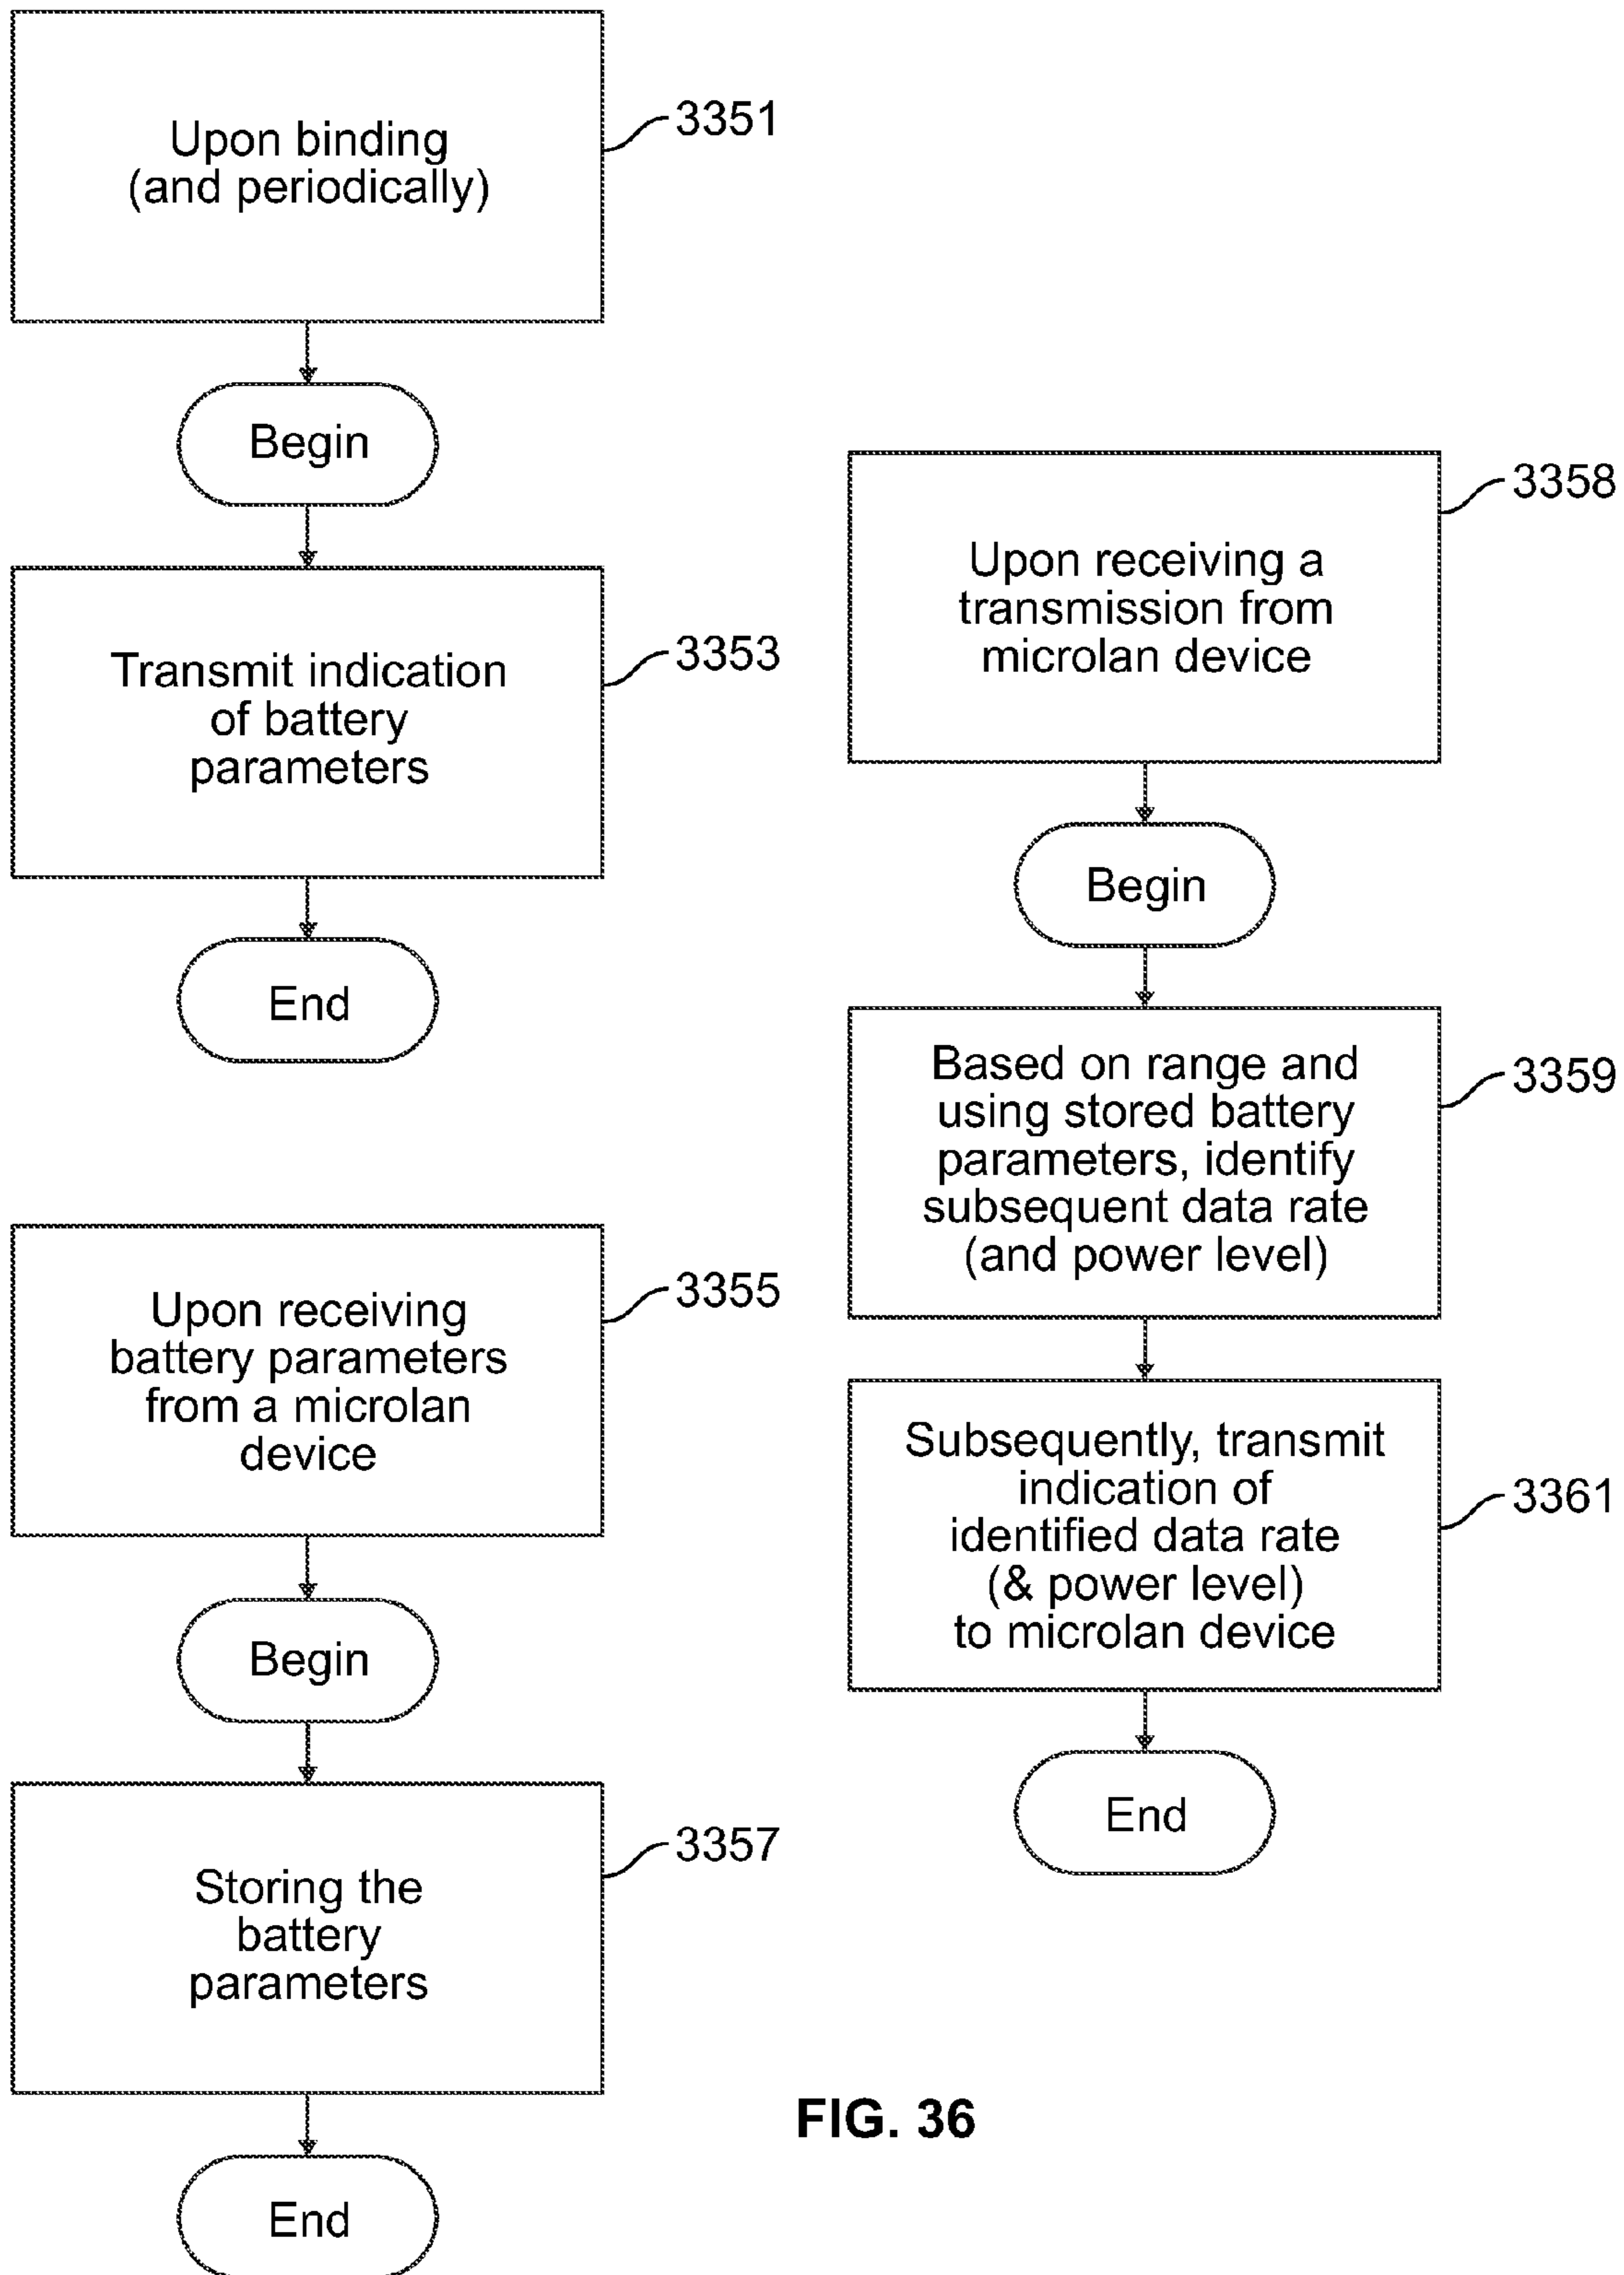 Upon binding
(and periodically)
3351
Begin
Transmit indication
of battery
parameters
3353
End
Upon receiving
battery parameters
from a microlan
device
3355
Begin
Storing the
battery
parameters
3357
End
Upon receiving a
transmission from
microlan device
3358
Begin
Based on range and
using stored battery
parameters, identify
subsequent data rate
(and power level)
3359
Subsequently, transmit
indication of
identified data rate
(& power level)
to microlan device
3361
End
FIG. 36